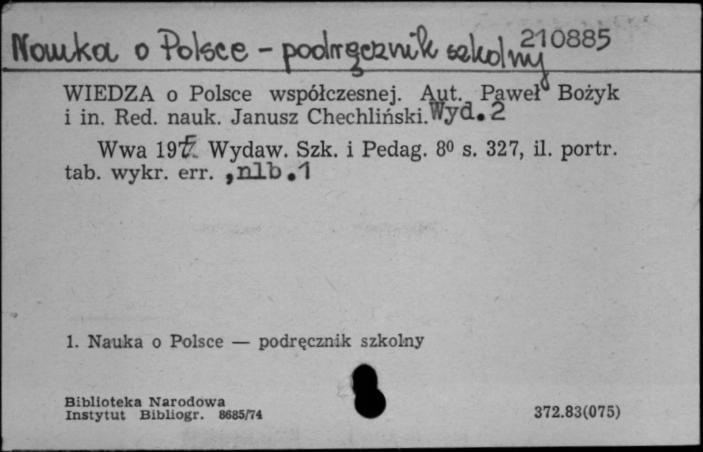 Nauka o Polsce - podręcznik szkolny 210885
WIEDZA o Polsce współczesnej. Aut. Paweł Bożyk
i in. Red. nauk. Janusz Chechliński. Wyd. 2
Wwa Wydaw. Szk. i Pedag. 8⁰ s. 327, il. portr.
tab. wykr. err. , nlb . 1
1. Nauka o Polsce — podręcznik szkolny
Biblioteka Narodowa
Instytut Bibliogr. 8685/74
372.83(075)